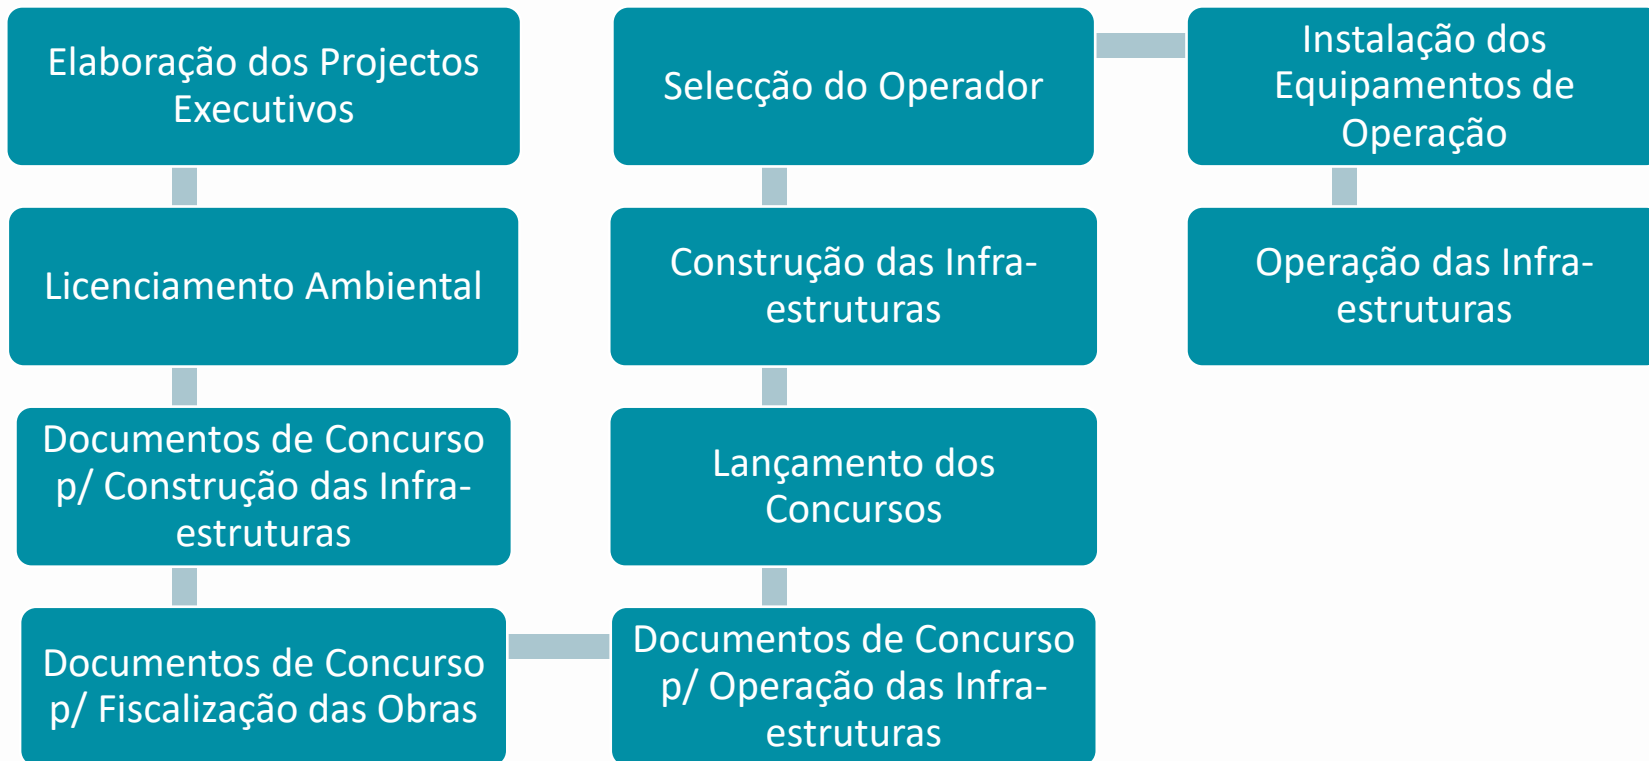 Elaboração dos Projectos
Executivos
Licenciamento Ambiental
Documentos de Concurso
p/ Construção das Infra-
estruturas
Documentos de Concurso
p/ Fiscalização das Obras
Documentos de Concurso
p/ Operação das Infra-
estruturas
Lançamento dos
Concursos
Construção das Infra-
estruturas
Selecção do Operador
Instalação dos
Equipamentos de
Operação
Operação das Infra-
estruturas